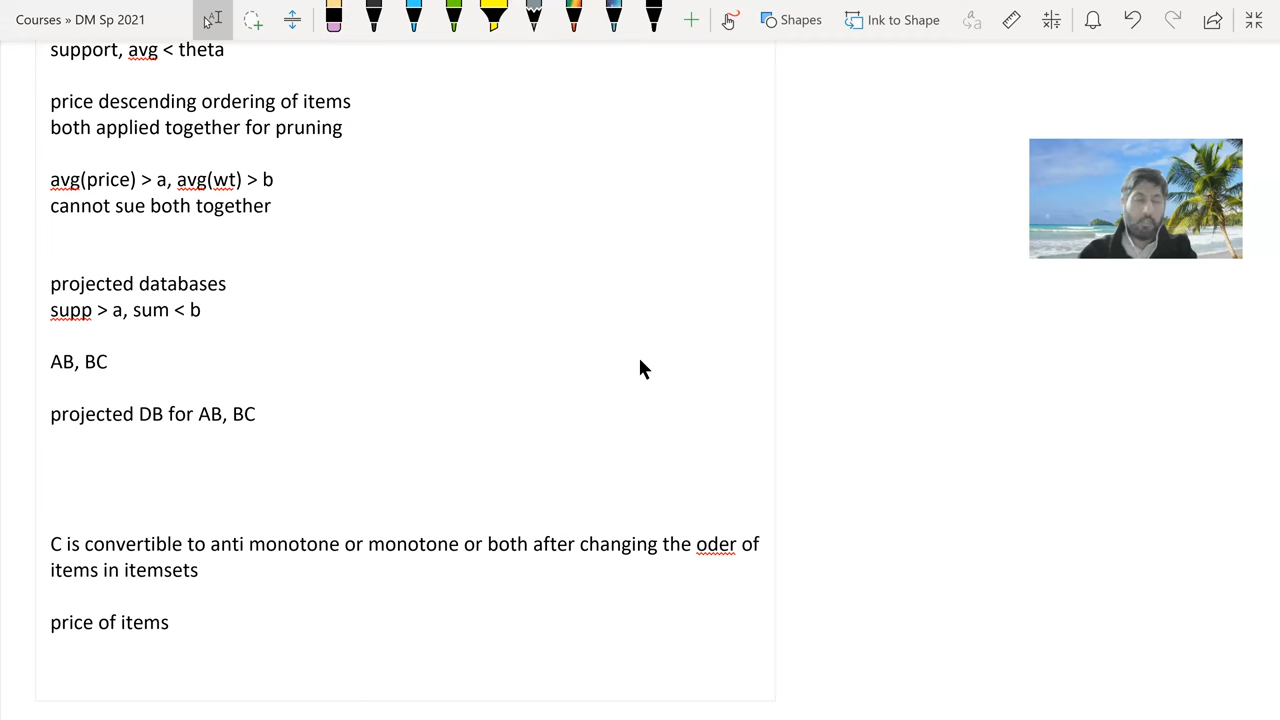 Courses » DM Sp 2021
Shapes
Ink to Shape
support, avg < theta
price descending ordering of items
both applied together for pruning
avg(price) > a, avg(wt) > b
cannot sue both together
projected databases
supp > a, sum < b
AB, BC
projected DB for AB, BC
C is convertible to anti monotone or monotone or both after changing the oder of
items in itemsets
price of items